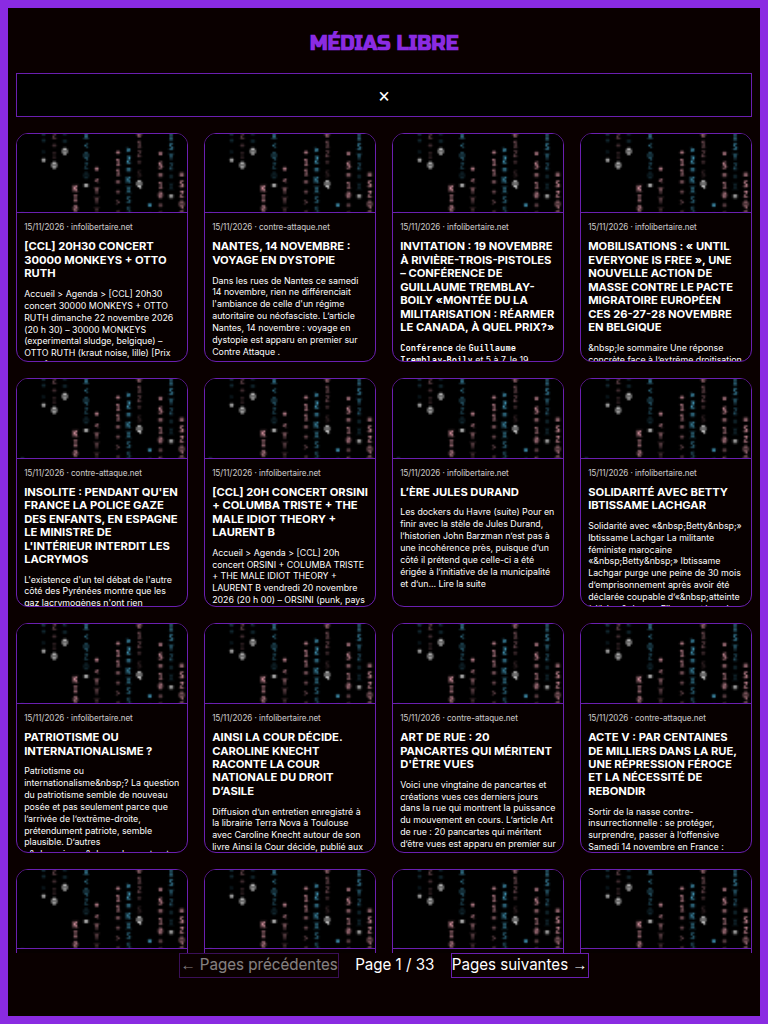 MÉDIAS LIBRE
×
15/11/2026 · infolibertaire.net
[CCL] 20H30 CONCERT
30000 MONKEYS + OTTO
RUTH
Accueil > Agenda > [CCL] 20h30
concert 30000 MONKEYS + OTTO
RUTH dimanche 22 novembre 2026
(20 h 30) – 30000 MONKEYS
(experimental sludge, belgique) –
OTTO RUTH (kraut noise, lille) [Prix
15/11/2026 · contre-attaque.net
NANTES, 14 NOVEMBRE :
VOYAGE EN DYSTOPIE
Dans les rues de Nantes ce samedi
14 novembre, rien ne différenciait
l'ambiance de celle d'un régime
autoritaire ou néofasciste. L’article
Nantes, 14 novembre : voyage en
dystopie est apparu en premier sur
Contre Attaque .
15/11/2026 · infolibertaire.net
INVITATION : 19 NOVEMBRE
À RIVIÈRE-TROIS-PISTOLES
– CONFÉRENCE DE
GUILLAUME TREMBLAY-
BOILY «MONTÉE DU LA
MILITARISATION : RÉARMER
LE CANADA, À QUEL PRIX?»
Conférence de Guillaume
Tremblay-Boily et 5 à 7, le 19
15/11/2026 · infolibertaire.net
MOBILISATIONS : « UNTIL
EVERYONE IS FREE », UNE
NOUVELLE ACTION DE
MASSE CONTRE LE PACTE
MIGRATOIRE EUROPÉEN
CES 26-27-28 NOVEMBRE
EN BELGIQUE
&nbsp;le sommaire Une réponse
concrète face à l’extrême droitisation
15/11/2026 · contre-attaque.net
INSOLITE : PENDANT QU’EN
FRANCE LA POLICE GAZE
DES ENFANTS, EN ESPAGNE
LE MINISTRE DE
L’INTÉRIEUR INTERDIT LES
LACRYMOS
L'existence d'un tel débat de l'autre
côté des Pyrénées montre que les
gaz lacrymogènes n'ont rien
15/11/2026 · infolibertaire.net
[CCL] 20H CONCERT ORSINI
+ COLUMBA TRISTE + THE
MALE IDIOT THEORY +
LAURENT B
Accueil > Agenda > [CCL] 20h
concert ORSINI + COLUMBA TRISTE
+ THE MALE IDIOT THEORY +
LAURENT B vendredi 20 novembre
2026 (20 h 00) – ORSINI (punk, pays
15/11/2026 · infolibertaire.net
L’ÈRE JULES DURAND
Les dockers du Havre (suite) Pour en
finir avec la stèle de Jules Durand,
l’historien John Barzman n’est pas à
une incohérence près, puisque d’un
côté il prétend que celle-ci a été
érigée à l’initiative de la municipalité
et d’un… Lire la suite
15/11/2026 · infolibertaire.net
SOLIDARITÉ AVEC BETTY
IBTISSAME LACHGAR
Solidarité avec «&nbsp;Betty&nbsp;»
Ibtissame Lachgar La militante
féministe marocaine
«&nbsp;Betty&nbsp;» Ibtissame
Lachgar purge une peine de 30 mois
d’emprisonnement après avoir été
déclarée coupable d’«&nbsp;atteinte
15/11/2026 · infolibertaire.net
PATRIOTISME OU
INTERNATIONALISME ?
Patriotisme ou
internationalisme&nbsp;? La question
du patriotisme semble de nouveau
posée et pas seulement parce que
l’arrivée de l’extrême-droite,
prétendument patriote, semble
plausible. D’autres
15/11/2026 · infolibertaire.net
AINSI LA COUR DÉCIDE.
CAROLINE KNECHT
RACONTE LA COUR
NATIONALE DU DROIT
D’ASILE
Diffusion d’un entretien enregistré à
la librairie Terra Nova à Toulouse
avec Caroline Knecht autour de son
livre Ainsi la Cour décide, publié aux
15/11/2026 · contre-attaque.net
ART DE RUE : 20
PANCARTES QUI MÉRITENT
D’ÊTRE VUES
Voici une vingtaine de pancartes et
créations vues ces derniers jours
dans la rue qui montrent la puissance
du mouvement en cours. L’article Art
de rue : 20 pancartes qui méritent
d’être vues est apparu en premier sur
15/11/2026 · contre-attaque.net
ACTE V : PAR CENTAINES
DE MILLIERS DANS LA RUE,
UNE RÉPRESSION FÉROCE
ET LA NÉCESSITÉ DE
REBONDIR
Sortir de la nasse contre-
insurrectionnelle : se protéger,
surprendre, passer à l’offensive
Samedi 14 novembre en France :
← Pages précédentes
Page 1 / 33
Pages suivantes →